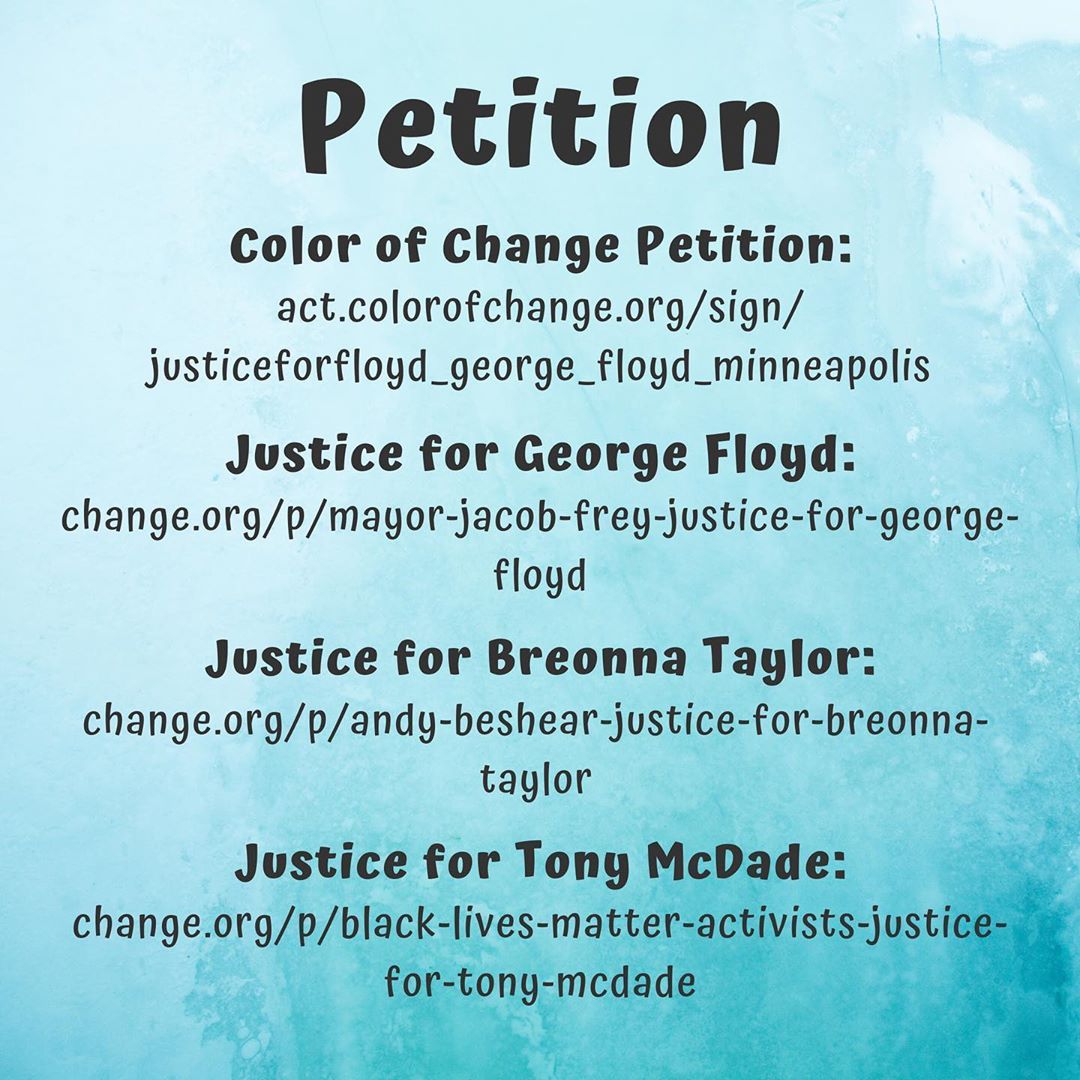 Petition
Color of Change Petition:
act.colorofchange.org/sign/
justiceforfloyd_george_floyd_minneapolis
Justice for George Floyd:
change.org/p/mayor-jacob-frey-justice-for-george-
floyd
Justice for Breonna Taylor:
change.org/p/andy-beshear-justice-for-breonna-
taylor
Justice for Tony McDade:
change.org/p/black-lives-matter-activists-justice-
for-tony-mcdade